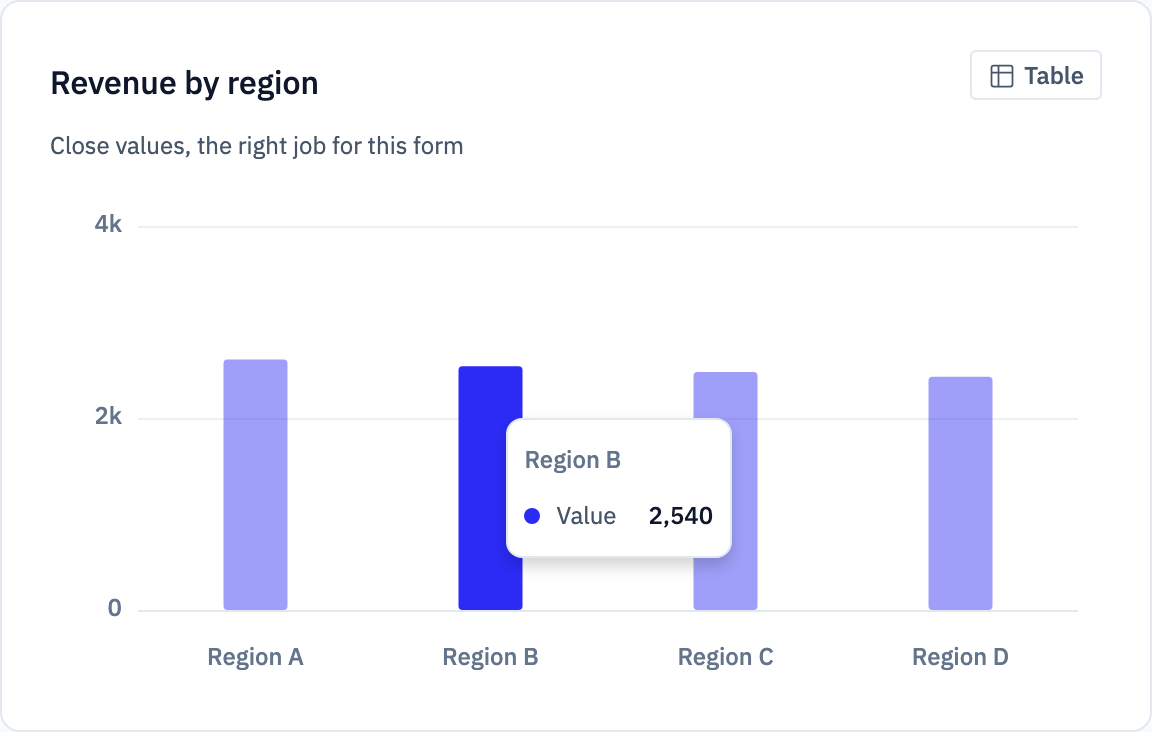 Revenue by region
Table
Close values, the right job for this form
4k
2k
0
Region B
Value 2,540
Region A
Region B
Region C
Region D